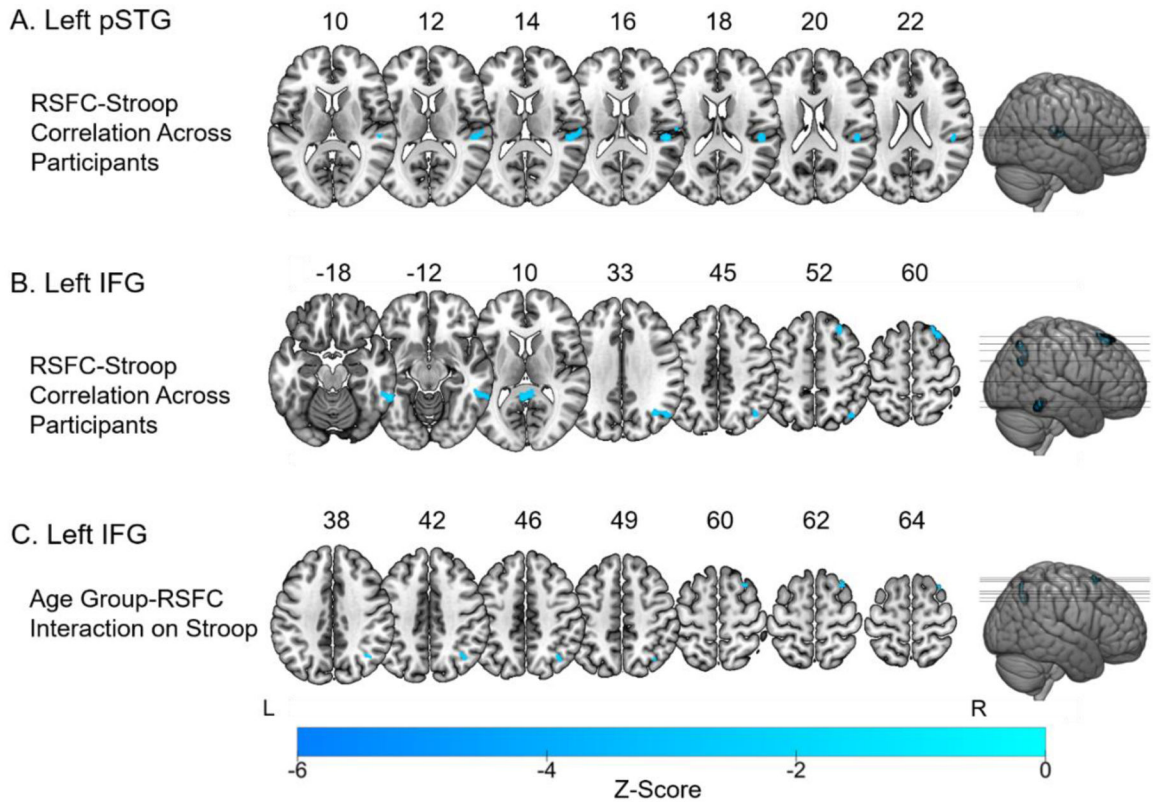 A. Left pSTG
10 12 14 16 18 20 22
RSFC-Stroop
Correlation Across
Participants
B. Left IFG
-18 -12 10 33 45 52 60
RSFC-Stroop
Correlation Across
Participants
C. Left IFG
38 42 46 49 60 62 64
Age Group-RSFC
Interaction on Stroop
L R
-6 -4 -2 0
Z-Score